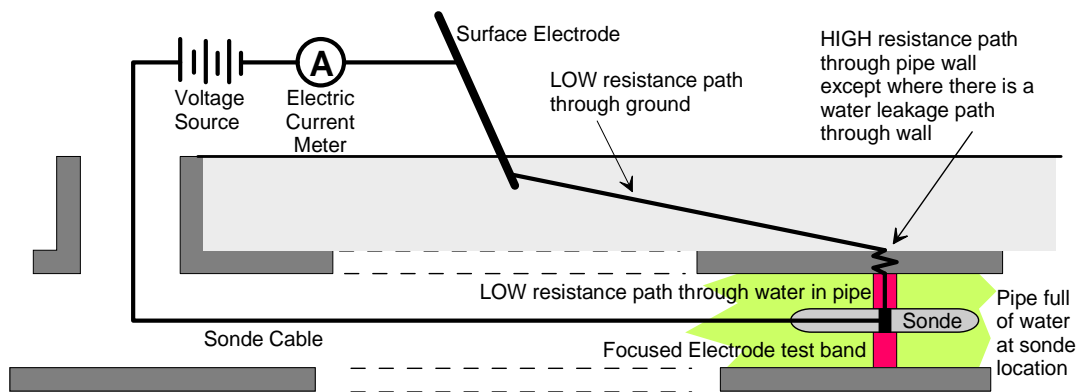 Surface Electrode
HIGH resistance path
through pipe wall
except where there is a
water leakage path
through wall
A
LOW resistance path
through ground
Voltage
Source
Electric
Current
Meter
LOW resistance path through water in pipe
Sonde
Pipe full
of water
at sonde
location
Sonde Cable
Focused Electrode test band